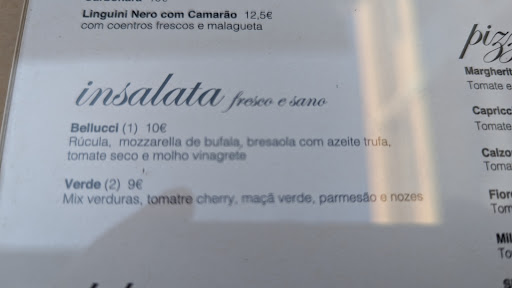 Linguini Nero com Camarão 12,5€
com coentros frescos e malagueta
insalata fresco e sano
Bellucci (1) 10€
Rúcula, mozzarella de bufala, bresaola com azeite trufa,
tomate seco e molho vinagrete
Verde (2) 9€
Mix verduras, tomatre cherry, maçã verde, parmesão e nozes
pizz
Margherit
Tomate e
Capricc
Tomate
Calzo
Toma
Fior
Tom
Mil
To